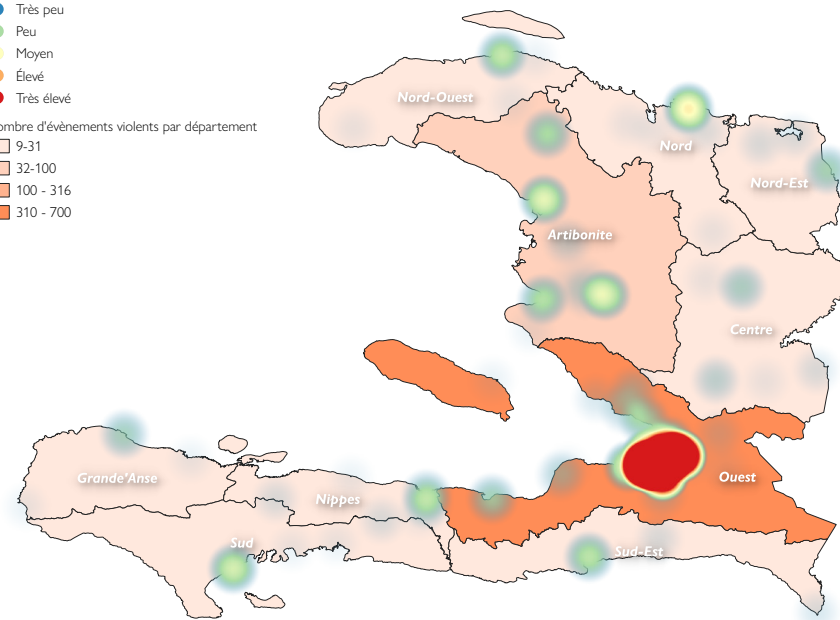 Très peu
Peu
Moyen
Élevé
Très élevé
ombre d'évènements violents par département
9-31
32-100
100 - 316
310 - 700
Nord-Ouest
Nord
Nord-Est
Artibonite
Centre
Grande'Anse
Nippes
Ouest
Sud
Sud-Est